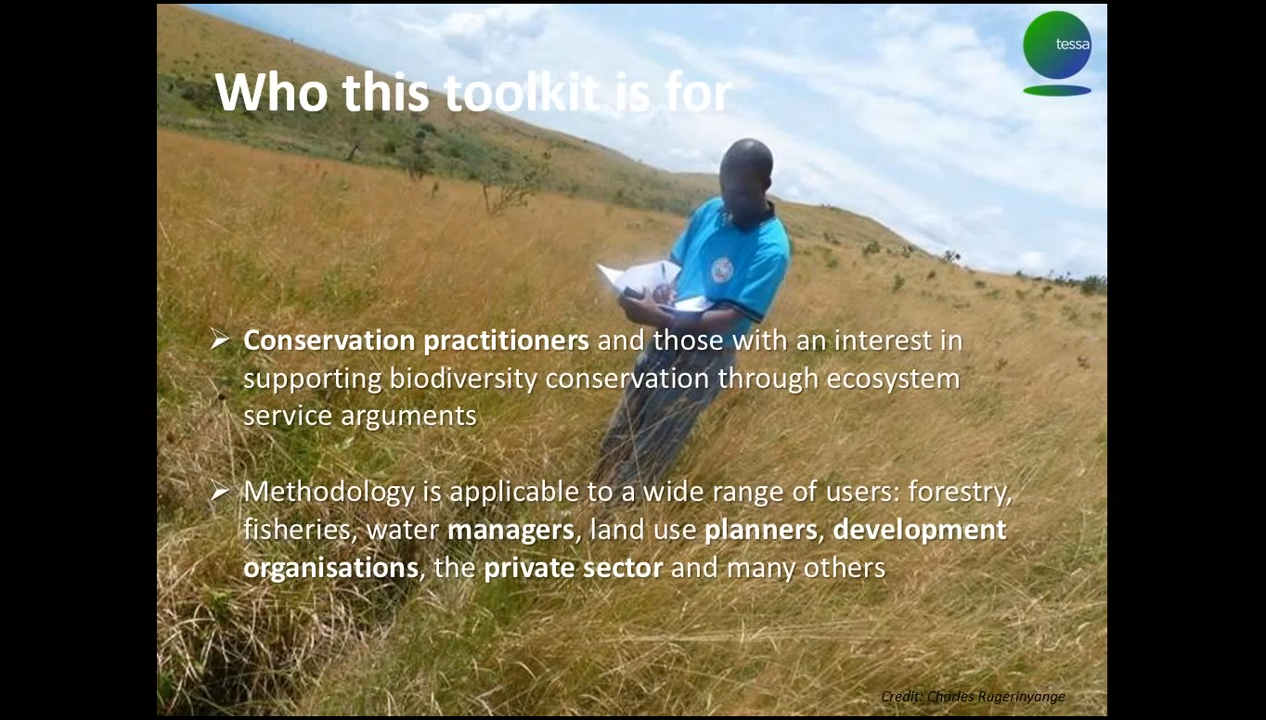 tessa
Who this toolkit is for
➢ Conservation practitioners and those with an interest in
supporting biodiversity conservation through ecosystem
service arguments
➢ Methodology is applicable to a wide range of users: forestry,
fisheries, water managers, land use planners, development
organisations, the private sector and many others
Credit: Charles Rugerinyange